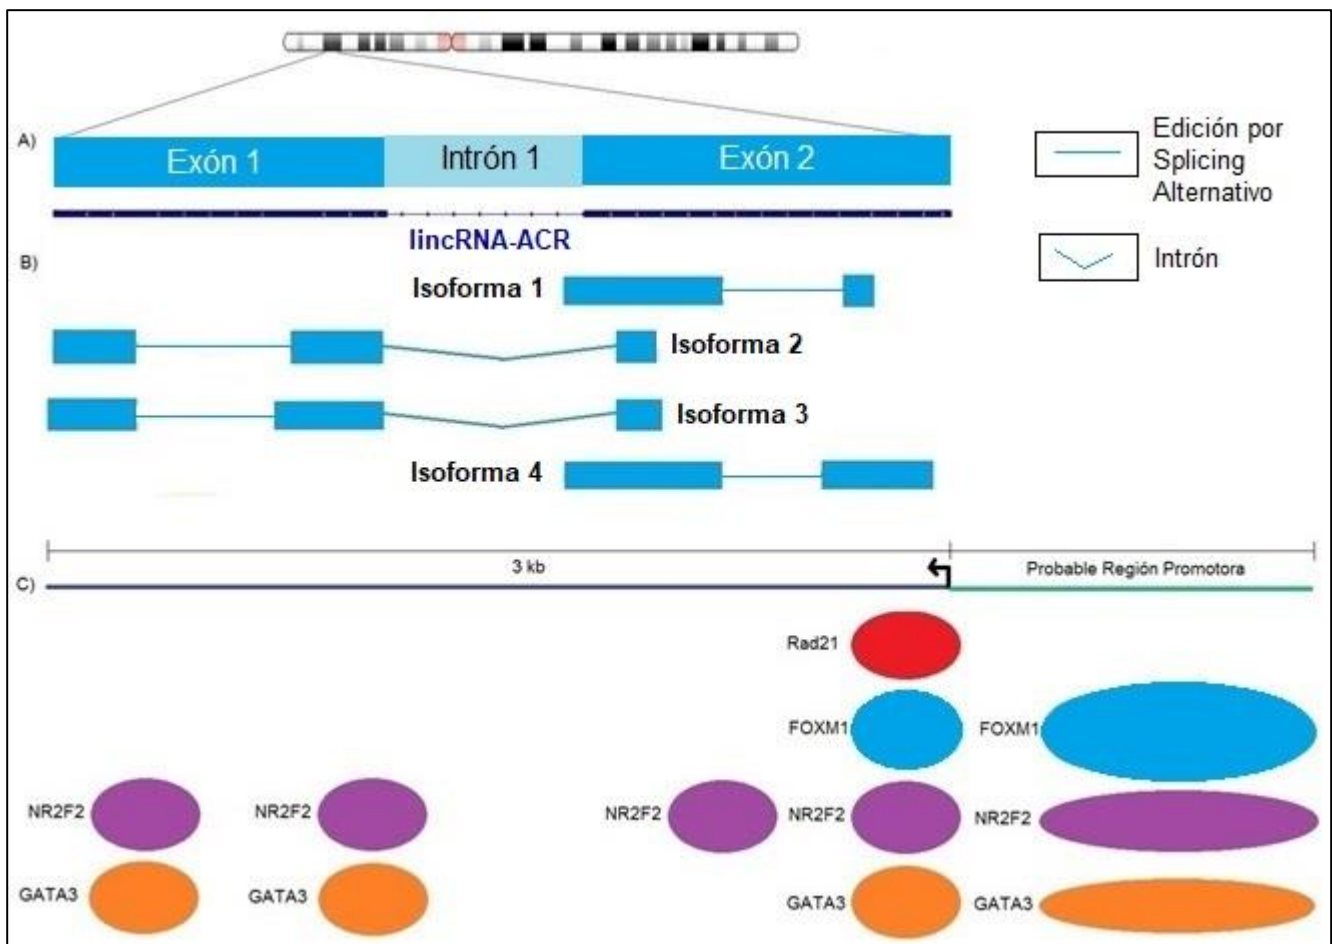 A)
Exón 1
Intrón 1
Exón 2
Edición por
Splicing
Alternativo
lincRNA-ACR
Intrón
B)
Isoforma 1
Isoforma 2
Isoforma 3
Isoforma 4
3 kb
Probable Región Promotora
C)
Rad21
FOXM1
FOXM1
NR2F2
NR2F2
NR2F2
NR2F2
NR2F2
GATA3
GATA3
GATA3
GATA3